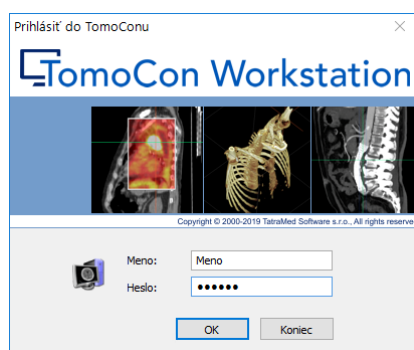 Prihlásiť do TomoConu
TomoCon Workstation
Copyright © 2000-2019 TatraMed Software s.r.o., All rights reserve
Meno:
Meno
Heslo:
••••••
OK
Koniec